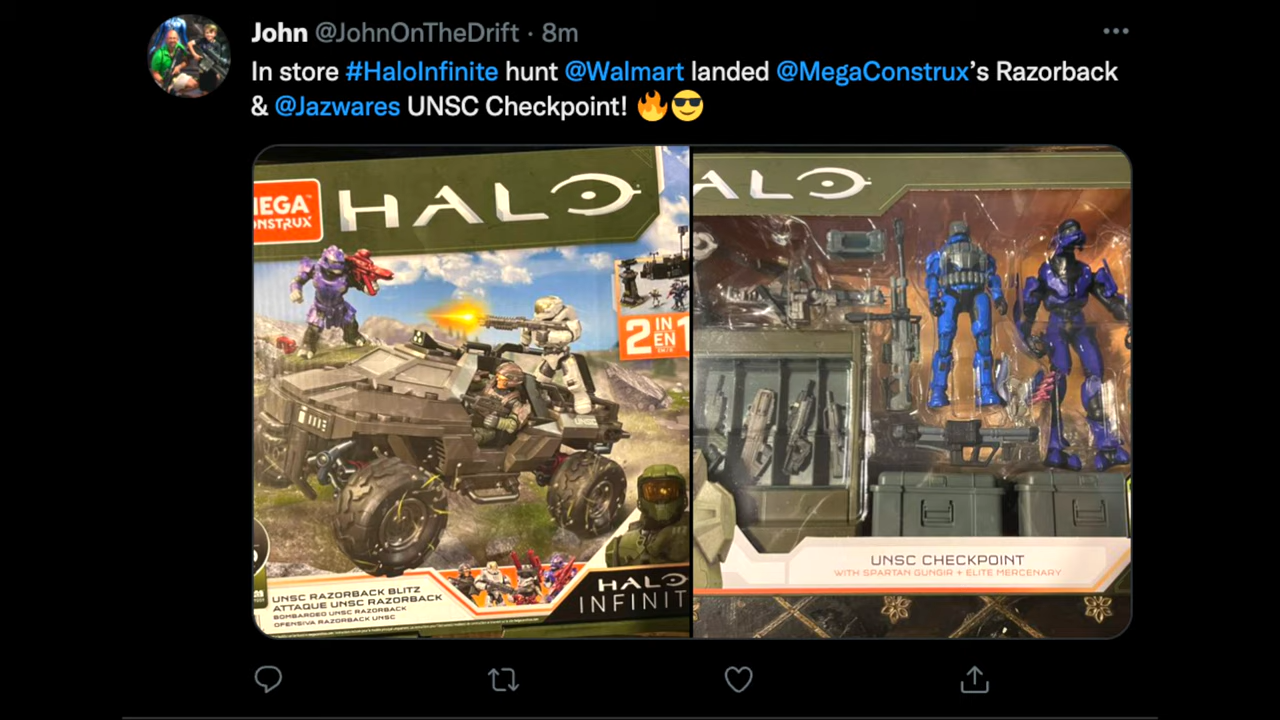 John @JohnOnTheDrift · 8m
In store #HaloInfinite hunt @Walmart landed @MegaConstrux's Razorback
& @Jazwares UNSC Checkpoint! 🔥😎
MEGA
CONSTRUX
HALO
2 IN
EN 1
UNSC
UNSC RAZORBACK BLITZ
ATTAQUE UNSC RAZORBACK
BOMBARDEO UNSC RAZORBACK
OFENSIVA RAZORBACK UNSC
HALO
INFINIT
ALO
UNSC CHECKPOINT
WITH SPARTAN GUNGIR + ELITE MERCENARY